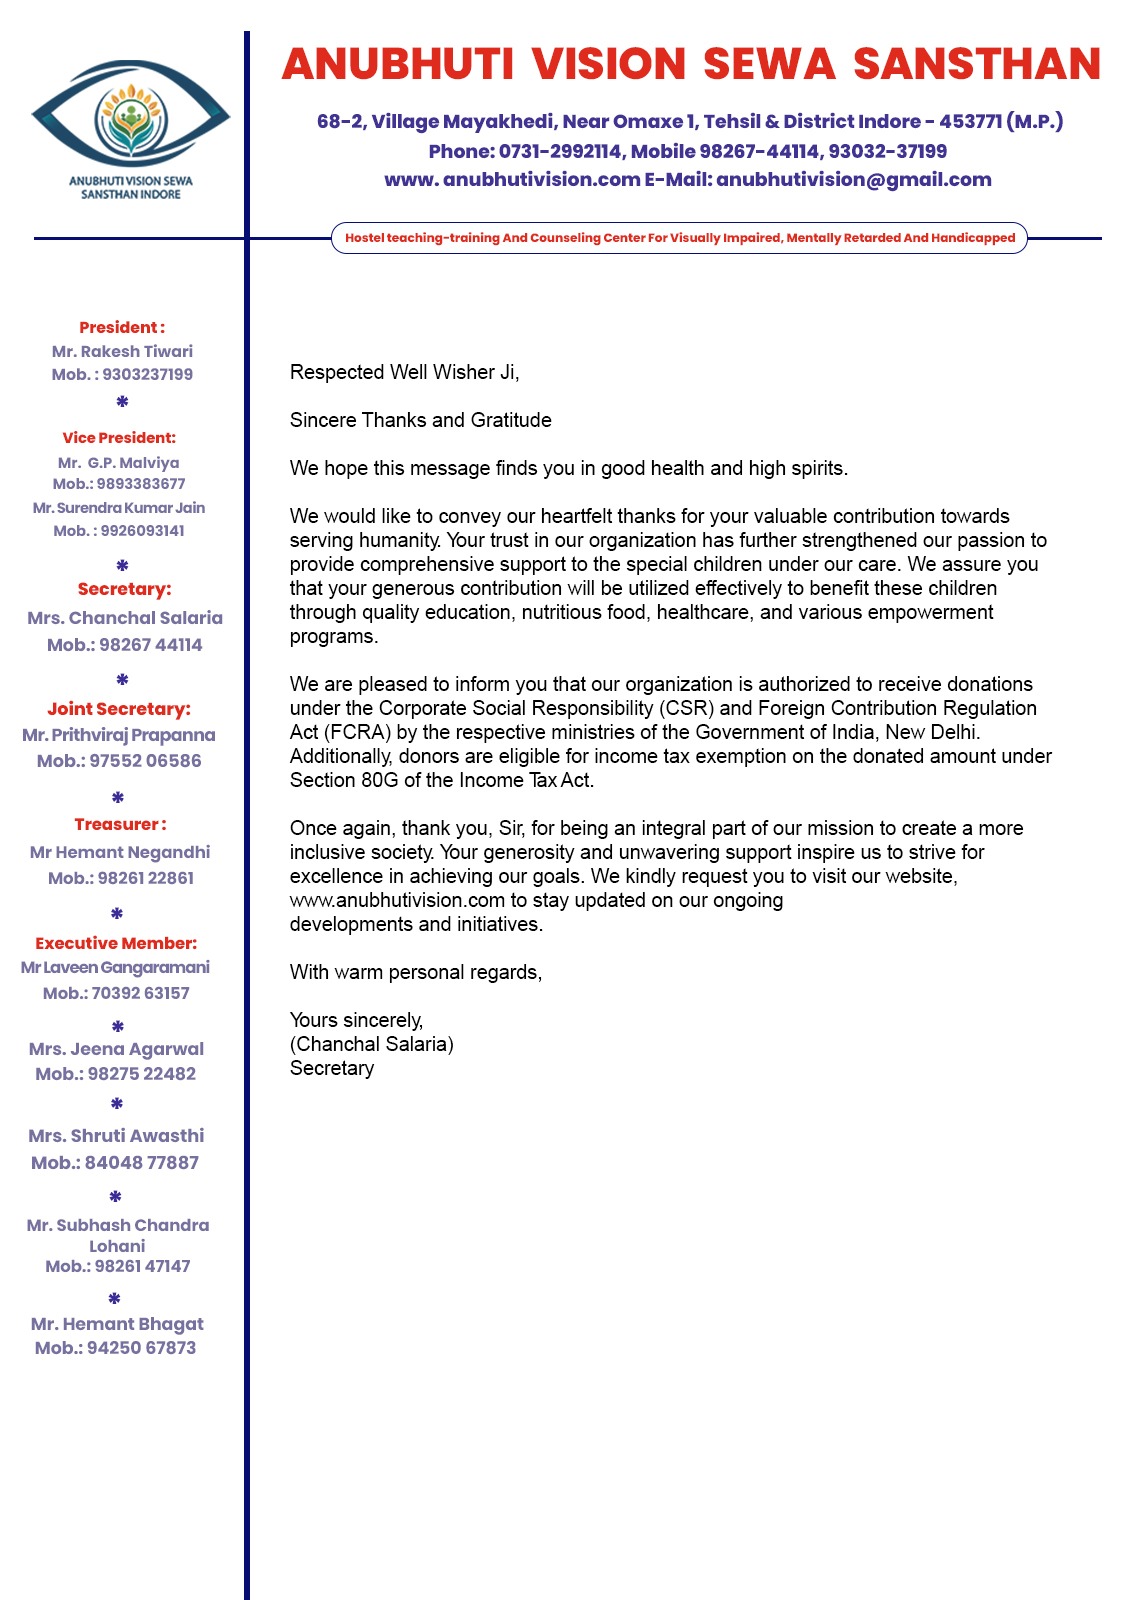 ANUBHUTI VISION SEWA
SANSTHAN INDORE
ANUBHUTI VISION SEWA SANSTHAN
68-2, Village Mayakhedi, Near Omaxe 1, Tehsil & District Indore - 453771 (M.P.)
Phone: 0731-2992114, Mobile 98267-44114, 93032-37199
www. anubhutivision.com E-Mail: anubhutivision@gmail.com
Hostel teaching-training And Counseling Center For Visually Impaired, Mentally Retarded And Handicapped
President :
Mr. Rakesh Tiwari
Mob. : 9303237199
*
Vice President:
Mr. G.P. Malviya
Mob.: 9893383677
Mr. Surendra Kumar Jain
Mob. : 9926093141
*
Secretary:
Mrs. Chanchal Salaria
Mob.: 98267 44114
*
Joint Secretary:
Mr. Prithviraj Prapanna
Mob.: 97552 06586
*
Treasurer :
Mr Hemant Negandhi
Mob.: 98261 22861
*
Executive Member:
Mr Laveen Gangaramani
Mob.: 70392 63157
*
Mrs. Jeena Agarwal
Mob.: 98275 22482
*
Mrs. Shruti Awasthi
Mob.: 84048 77887
*
Mr. Subhash Chandra
Lohani
Mob.: 98261 47147
*
Mr. Hemant Bhagat
Mob.: 94250 67873
Respected Well Wisher Ji,
Sincere Thanks and Gratitude
We hope this message finds you in good health and high spirits.
We would like to convey our heartfelt thanks for your valuable contribution towards
serving humanity. Your trust in our organization has further strengthened our passion to
provide comprehensive support to the special children under our care. We assure you
that your generous contribution will be utilized effectively to benefit these children
through quality education, nutritious food, healthcare, and various empowerment
programs.
We are pleased to inform you that our organization is authorized to receive donations
under the Corporate Social Responsibility (CSR) and Foreign Contribution Regulation
Act (FCRA) by the respective ministries of the Government of India, New Delhi.
Additionally, donors are eligible for income tax exemption on the donated amount under
Section 80G of the Income Tax Act.
Once again, thank you, Sir, for being an integral part of our mission to create a more
inclusive society. Your generosity and unwavering support inspire us to strive for
excellence in achieving our goals. We kindly request you to visit our website,
www.anubhutivision.com to stay updated on our ongoing
developments and initiatives.
With warm personal regards,
Yours sincerely,
(Chanchal Salaria)
Secretary